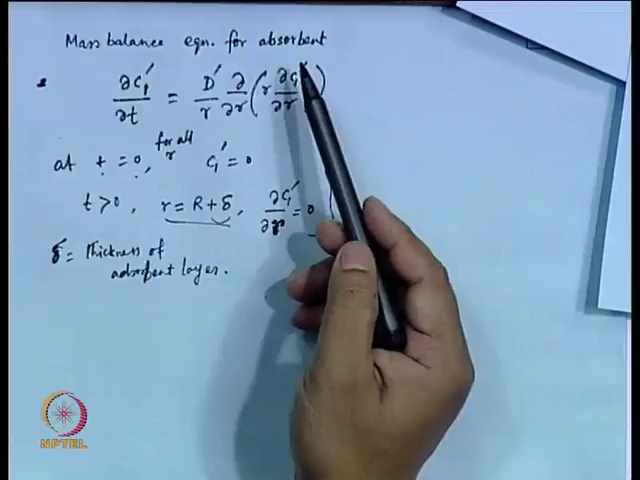 Mass balance eqn. for absorbent
∂c₁′/∂t = D′/r ∂/∂r (r ∂c₁′/∂r)
at t = 0, for all r c₁′ = 0
t > 0, r = R + δ, ∂c₁′/∂r = 0
δ = Thickness of
adsorbent layer.
NPTEL